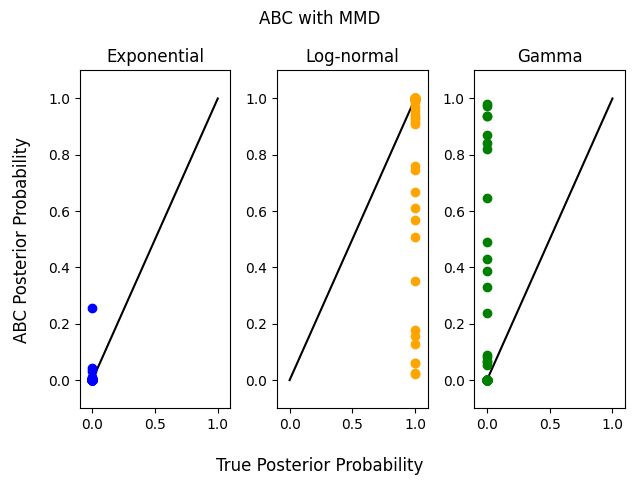 ABC with MMD
Exponential Log-normal Gamma
ABC Posterior Probability
1.0 1.0 1.0
0.8 0.8 0.8
0.6 0.6 0.6
0.4 0.4 0.4
0.2 0.2 0.2
0.0 0.0 0.0
0.0 0.5 1.0 0.0 0.5 1.0 0.0 0.5 1.0
True Posterior Probability